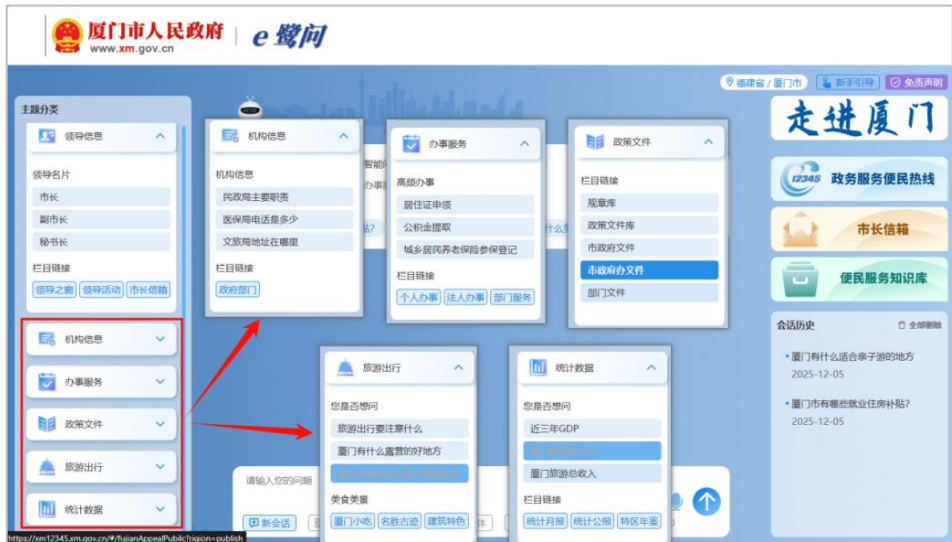 厦门市人民政府
www.xm.gov.cn
e 鹭问
福建省 / 厦门市
新手引导
免责声明
主题分类
领导信息
领导名片
市长
副市长
秘书长
栏目链接
领导之窗 领导活动 市长信箱
机构信息
办事服务
政策文件
旅游出行
统计数据
机构信息
机构信息
民政局主要职责
医保局电话是多少
文旅局地址在哪里
栏目链接
政府部门
办事服务
高频办事
居住证申领
公积金提取
城乡居民养老保险参保登记
栏目链接
个人办事 法人办事 部门服务
政策文件
栏目链接
规章库
政策文件库
市政府文件
市政府办文件
部门文件
旅游出行
您是否想问
旅游出行要注意什么
厦门有什么露营的好地方
美食美景
厦门小吃 名胜古迹 建筑特色
统计数据
您是否想问
近三年GDP
厦门旅游总收入
栏目链接
统计月报 统计公报 特区年鉴
请输入您的问题
新会话
走进厦门
12345 政务服务便民热线
市长信箱
便民服务知识库
会话历史
全部删除
厦门有什么适合亲子游的地方
2025-12-05
厦门市有哪些就业住房补贴?
2025-12-05
https://xm12345.xm.gov.cn/#/fujianAppealPubilc?rigion=publish